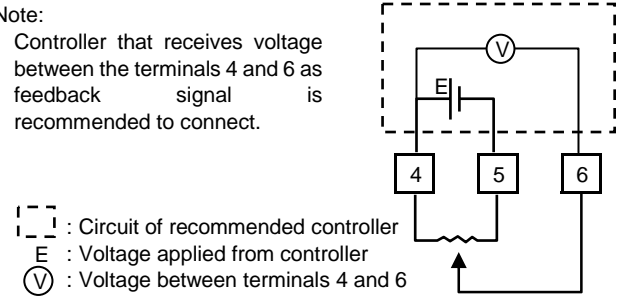 Note:
Controller that receives voltage
between the terminals 4 and 6 as
feedback signal is
recommended to connect.
V
E
4 5 6
: Circuit of recommended controller
E : Voltage applied from controller
V : Voltage between terminals 4 and 6